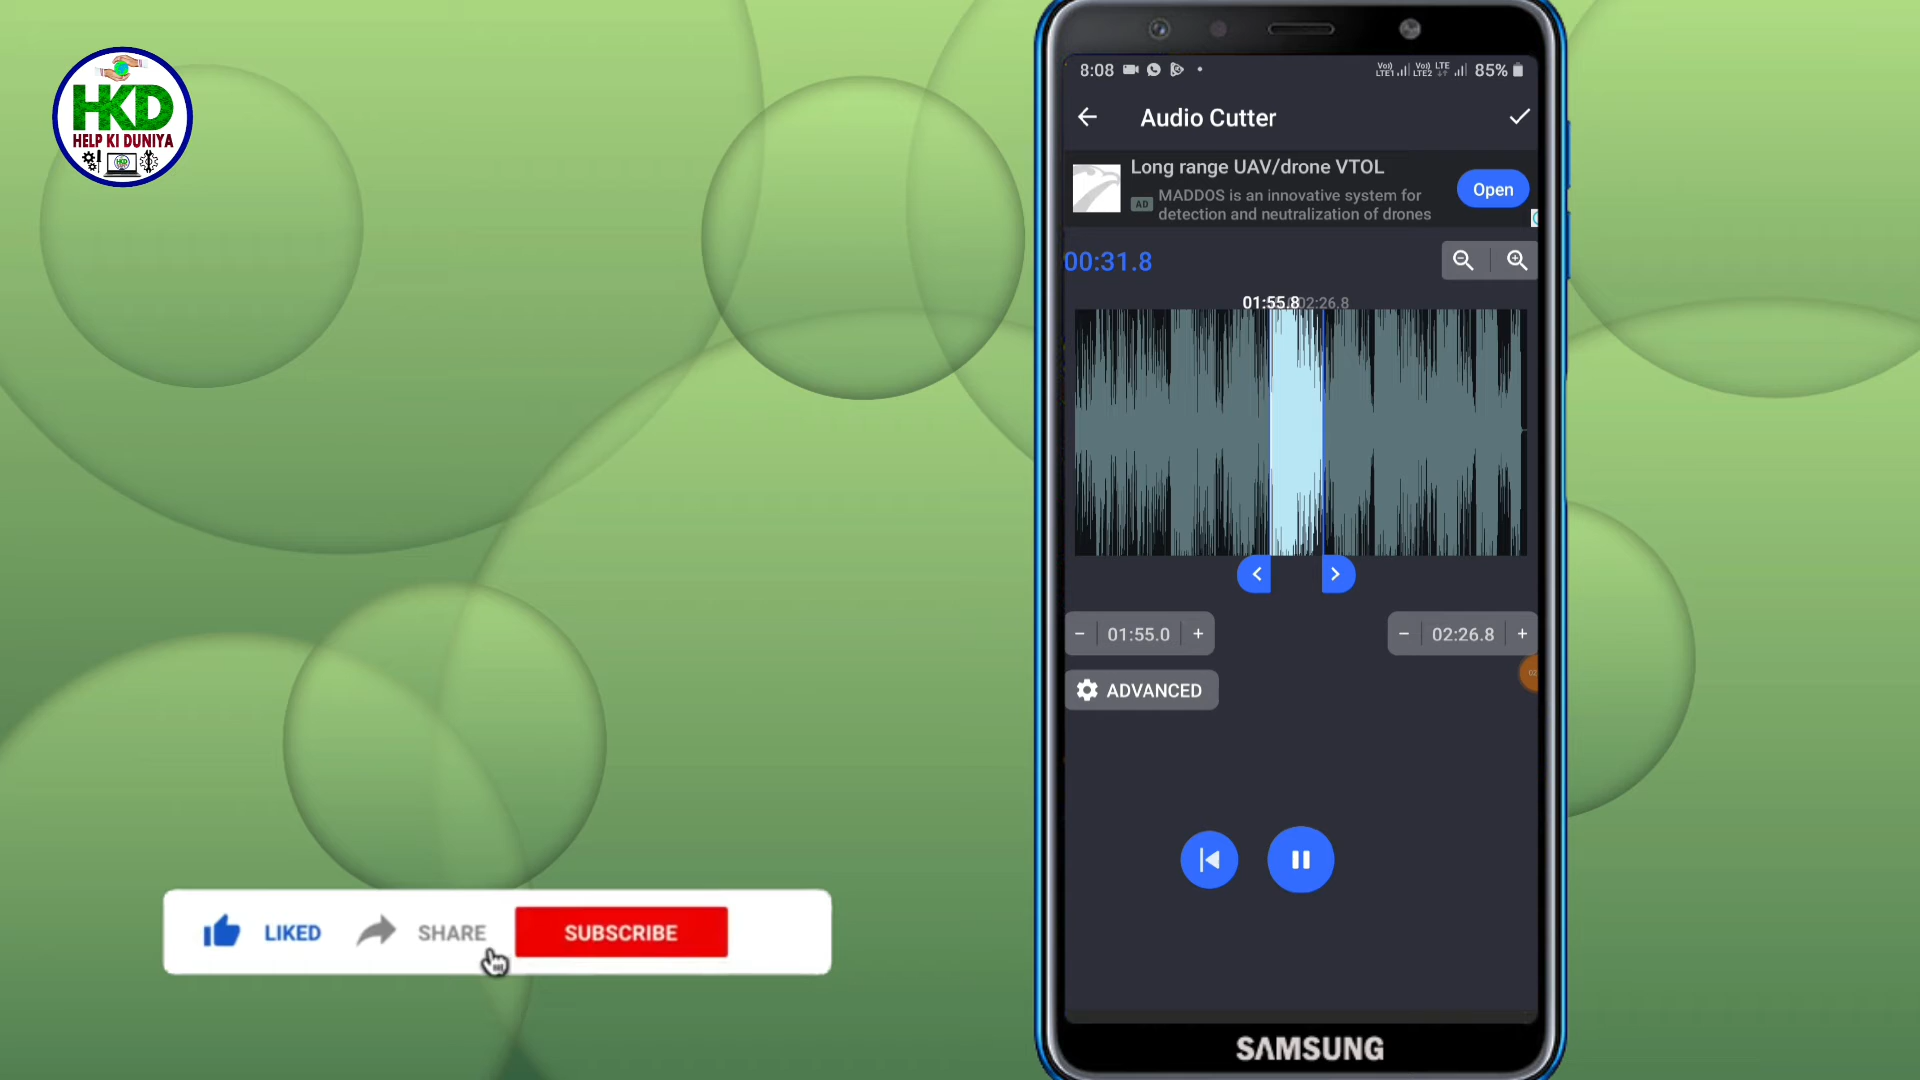 HKD
HELP KI DUNIYA
8:08
85%
Audio Cutter
Long range UAV/drone VTOL
AD
MADDOS is an innovative system for
detection and neutralization of drones
Open
00:31.8
01:55.8
02:26.8
01:55.0
02:26.8
ADVANCED
LIKED
SHARE
SUBSCRIBE
SAMSUNG